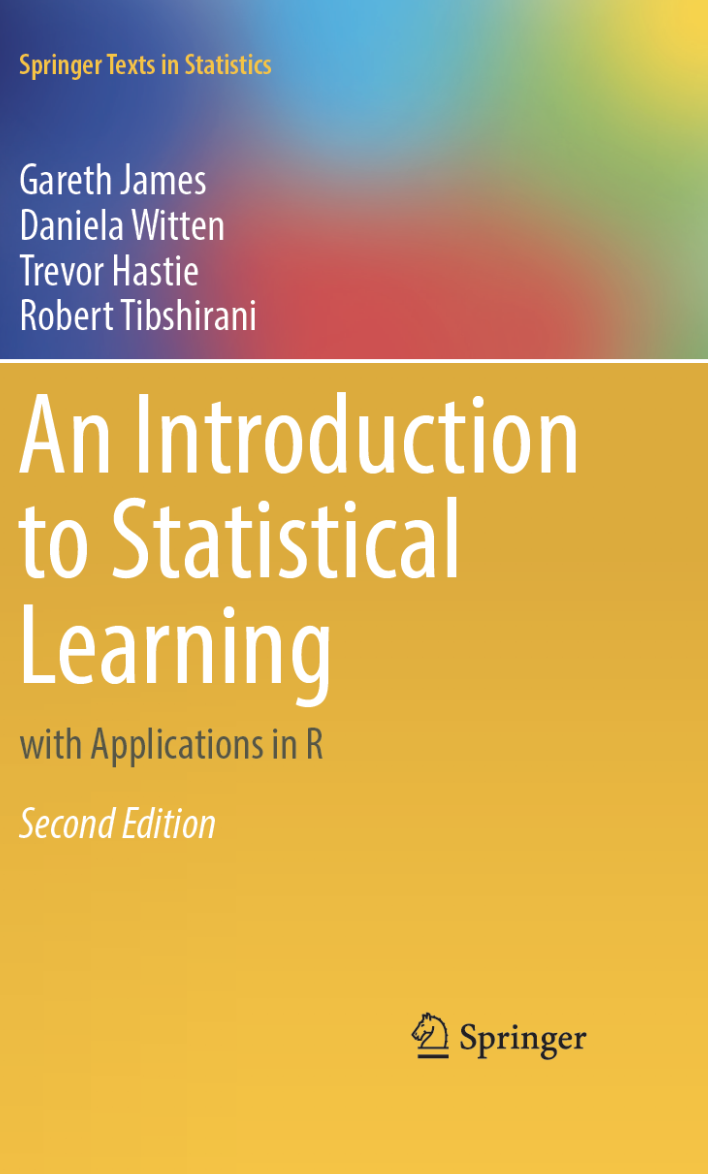 Springer Texts in Statistics
Gareth James
Daniela Witten
Trevor Hastie
Robert Tibshirani
An Introduction
to Statistical
Learning
with Applications in R
Second Edition
Springer